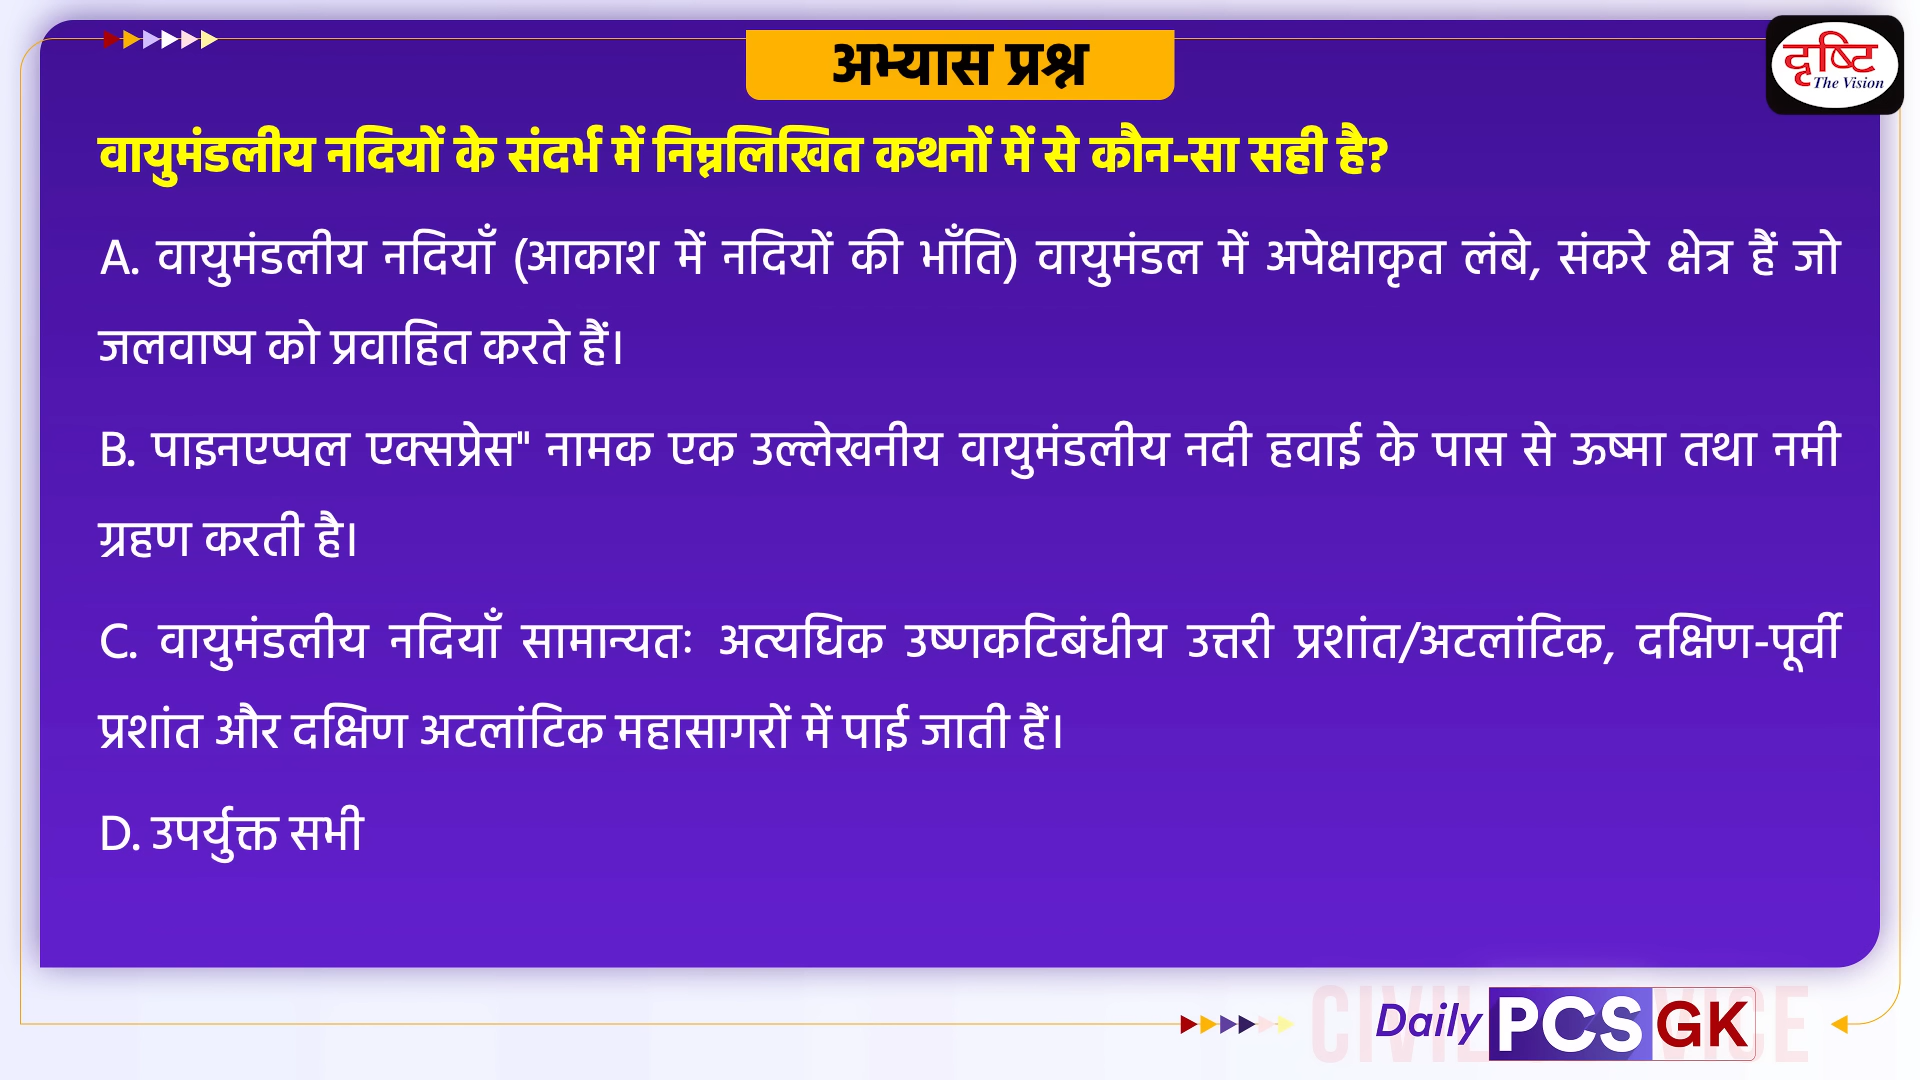 अभ्यास प्रश्न
दृष्टि
The Vision
वायुमंडलीय नदियों के संदर्भ में निम्नलिखित कथनों में से कौन-सा सही है?
A. वायुमंडलीय नदियाँ (आकाश में नदियों की भाँति) वायुमंडल में अपेक्षाकृत लंबे, संकरे क्षेत्र हैं जो
जलवाष्प को प्रवाहित करते हैं।
B. पाइनएप्पल एक्सप्रेस" नामक एक उल्लेखनीय वायुमंडलीय नदी हवाई के पास से ऊष्मा तथा नमी
ग्रहण करती है।
C. वायुमंडलीय नदियाँ सामान्यतः अत्यधिक उष्णकटिबंधीय उत्तरी प्रशांत/अटलांटिक, दक्षिण-पूर्वी
प्रशांत और दक्षिण अटलांटिक महासागरों में पाई जाती हैं।
D. उपर्युक्त सभी
Daily PCS GK